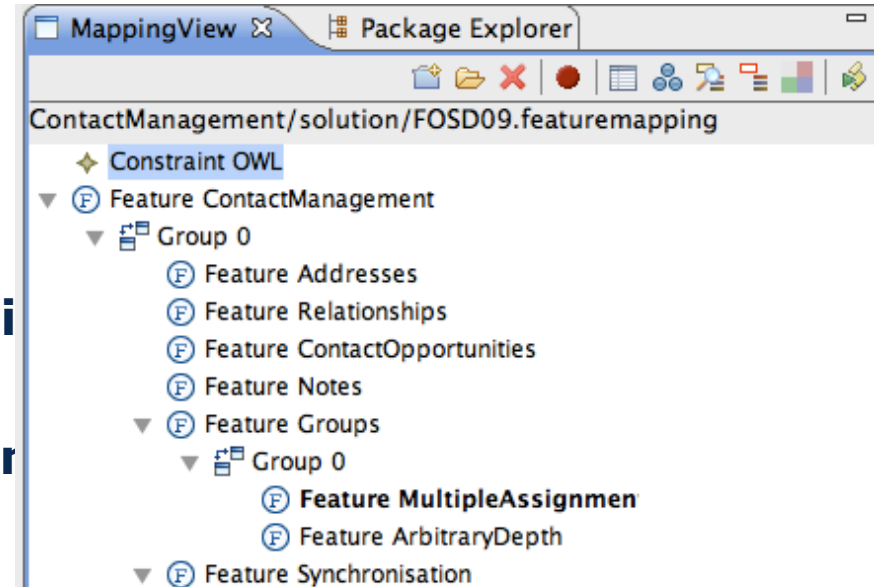 MappingView Package Explorer
ContactManagement/solution/FOSD09.featuremapping
Constraint OWL
F Feature ContactManagement
Group 0
F Feature Addresses
F Feature Relationships
F Feature ContactOpportunities
F Feature Notes
F Feature Groups
Group 0
F Feature MultipleAssignmen
F Feature ArbitraryDepth
F Feature Synchronisation